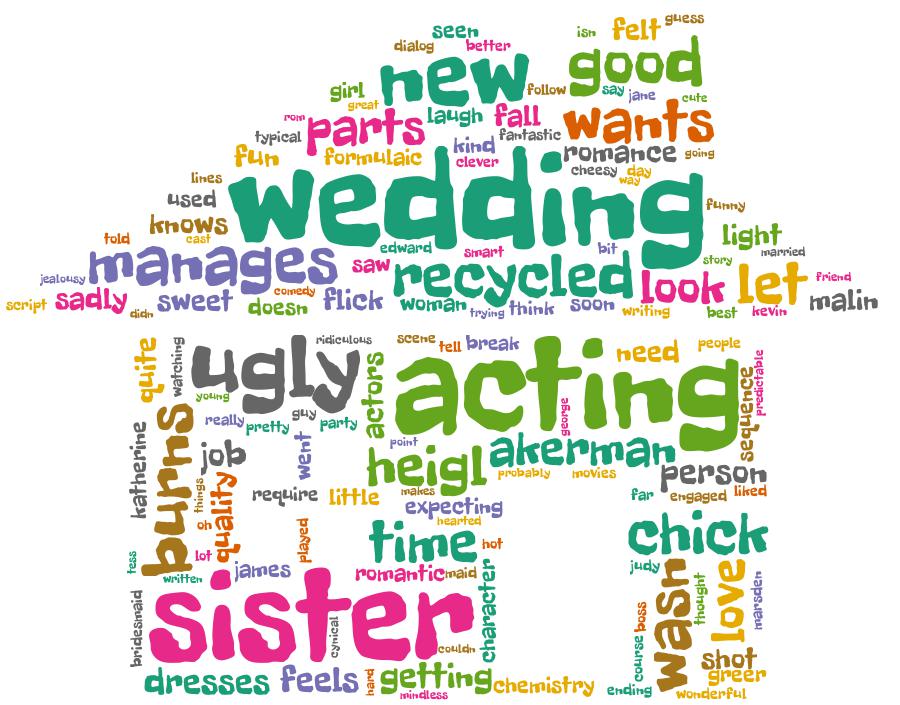 seen
isn
felt
guess
dialog
better
new
good
girl
great
follow
say
jane
cute
rom
parts
laugh
fall
wants
typical
kind
fantastic
fun
formulaic
clever
romance
going
cheesy
day
way
lines
wedding
used
knows
funny
told
cast
edward
smart
bit
light
married
story
jealousy
manages
saw
recycled
look
let
friend
script
sadly
didn
sweet
comedy
doesn
flick
woman
trying
think
soon
writing
best
kevin
malin
quite
watching
ugly
ridiculous
young
actors
scene
tell
break
need
people
acting
sequence
predictable
george
really
pretty
guy
party
point
katherine
burns
job
went
heigl
akerman
probably
movies
person
things
quality
oh
require
little
makes
expecting
hearted
far
engaged
liked
played
time
hot
chick
tess
lot
written
james
romantic
maid
judy
bridesmaid
sister
cynical
couldn
character
wash
thought
love
marsden
boss
course
shot
dresses
feels
hard
getting
mindless
chemistry
ending
greer
wonderful